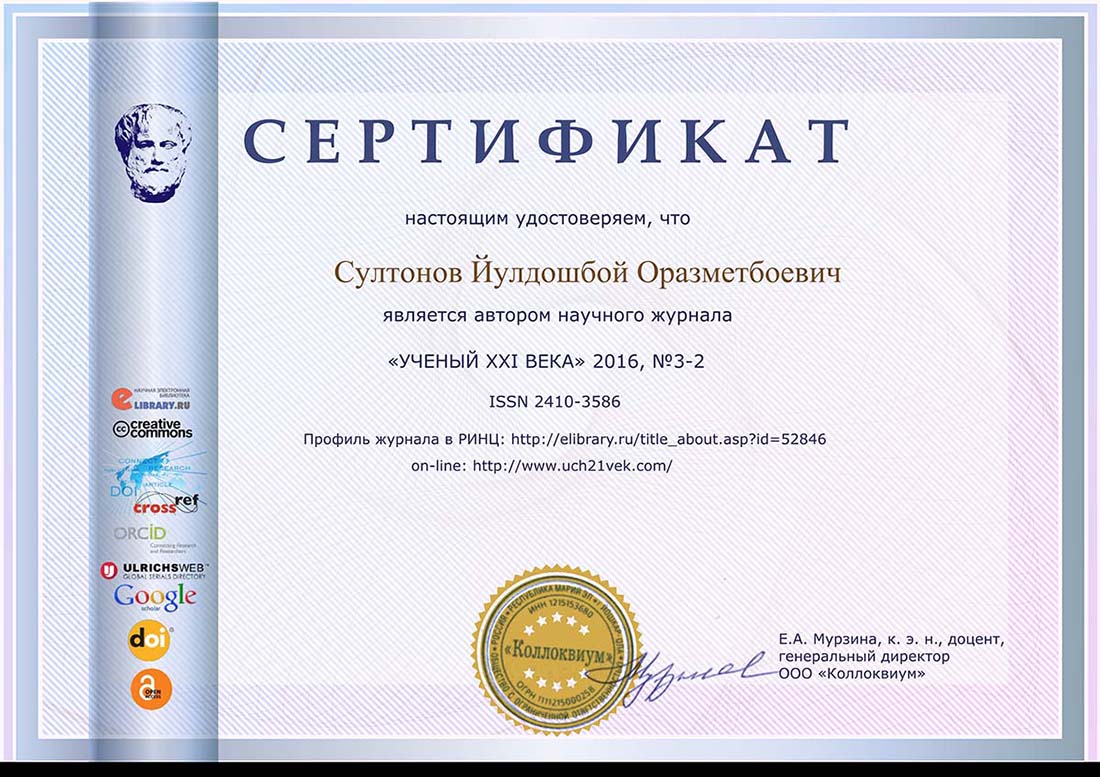 СЕРТИФИКАТ
настоящим удостоверяем, что
Султонов Йулдошбой Оразметбоевич
является автором научного журнала
«УЧЕНЫЙ XXI ВЕКА» 2016, №3-2
ISSN 2410-3586
Профиль журнала в РИНЦ: http://elibrary.ru/title_about.asp?id=52846
on-line: http://www.uch21vek.com/
НАУЧНАЯ ЭЛЕКТРОННАЯ
БИБЛИОТЕКА
eLIBRARY.RU
cc creative
commons
CONNECT
RESEARCH
ARTICLE
DOI
crossref
ORCID
Connecting Research
and Researchers
ULRICHSWEB™
GLOBAL SERIALS DIRECTORY
Google
scholar
doi®
a
OPEN
ACCESS
РОССИЯ • РЕСПУБЛИКА МАРИЙ ЭЛ • г. ЙОШКАР-ОЛА
ИНН 1215153680
«Коллоквиум»
ОГРН 1111215000258
ОБЩЕСТВО С ОГРАНИЧЕННОЙ ОТВЕТСТВЕННОСТЬЮ
Е.А. Мурзина, к. э. н., доцент,
генеральный директор
ООО «Коллоквиум»